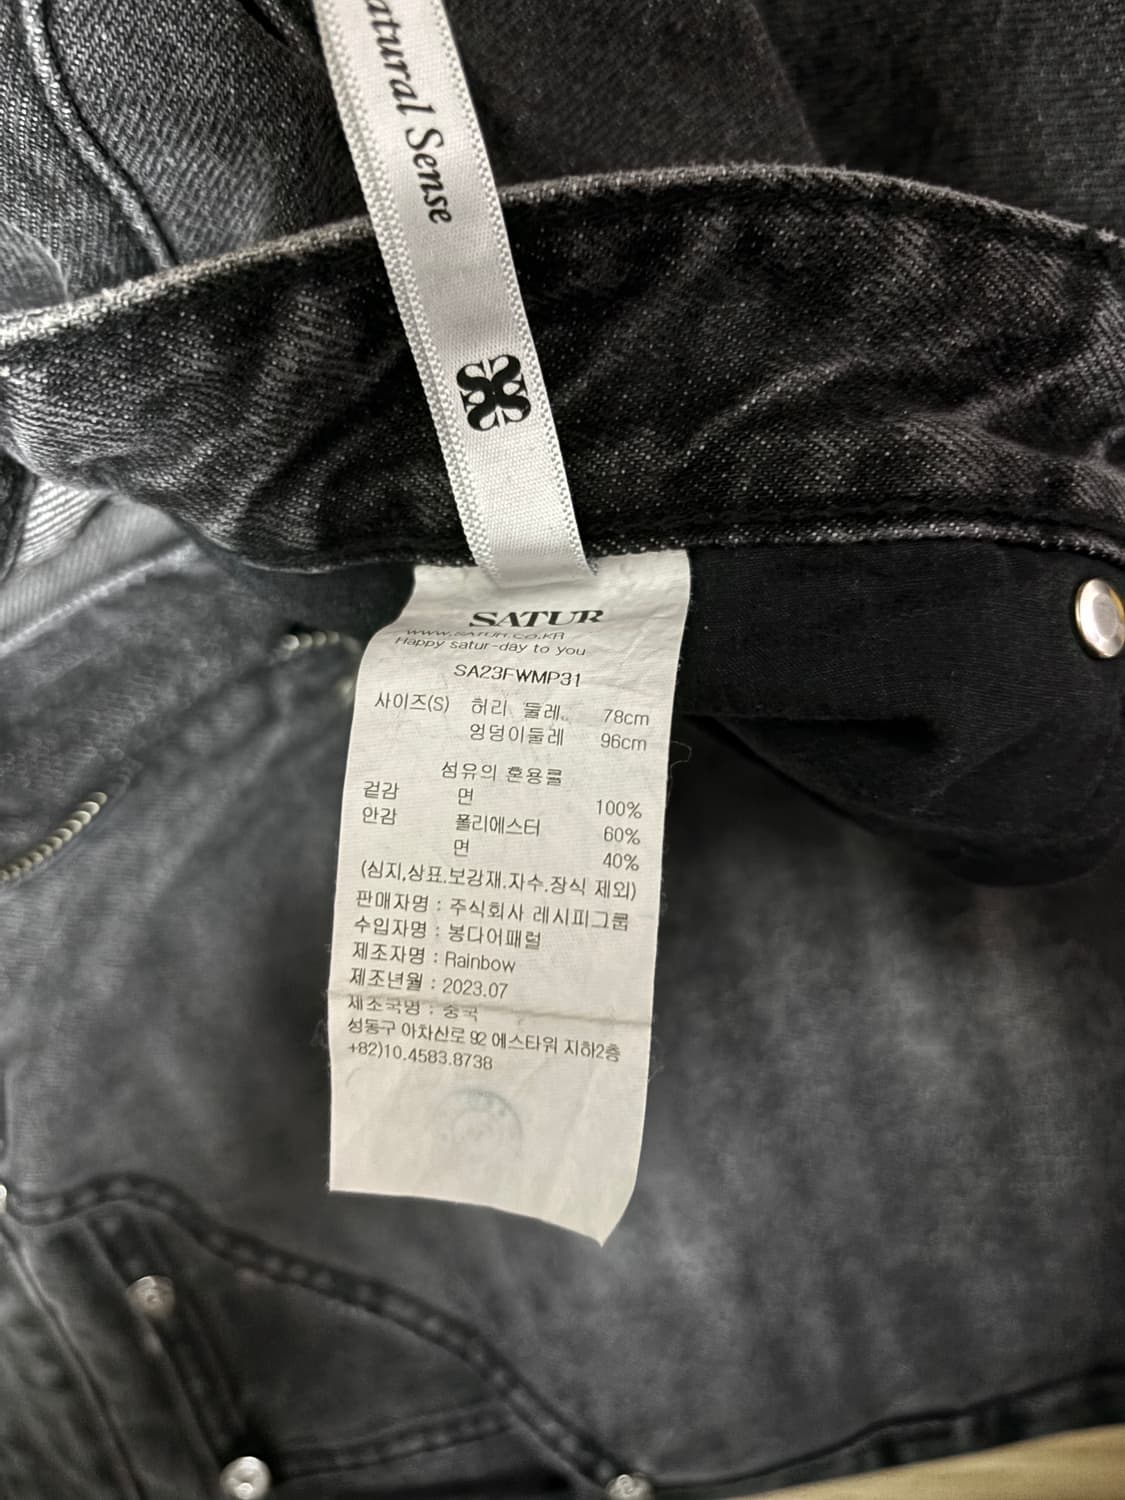 atural Sense
SATUR
www.SATUR.CO.KR
Happy satur-day to you
SA23FWMP31
사이즈(S) 허리 둘레 78cm
엉덩이둘레 96cm
섬유의 혼용률
겉감 면 100%
안감 폴리에스터 60%
면 40%
(심지,상표.보강재.자수.장식 제외)
판매자명 : 주식회사 레시피그룹
수입자명 : 봉다어패럴
제조자명 : Rainbow
제조년월 : 2023.07
제조국명 : 중국
성동구 아차산로 92 에스타워 지하2층
+82)10.4583.8738